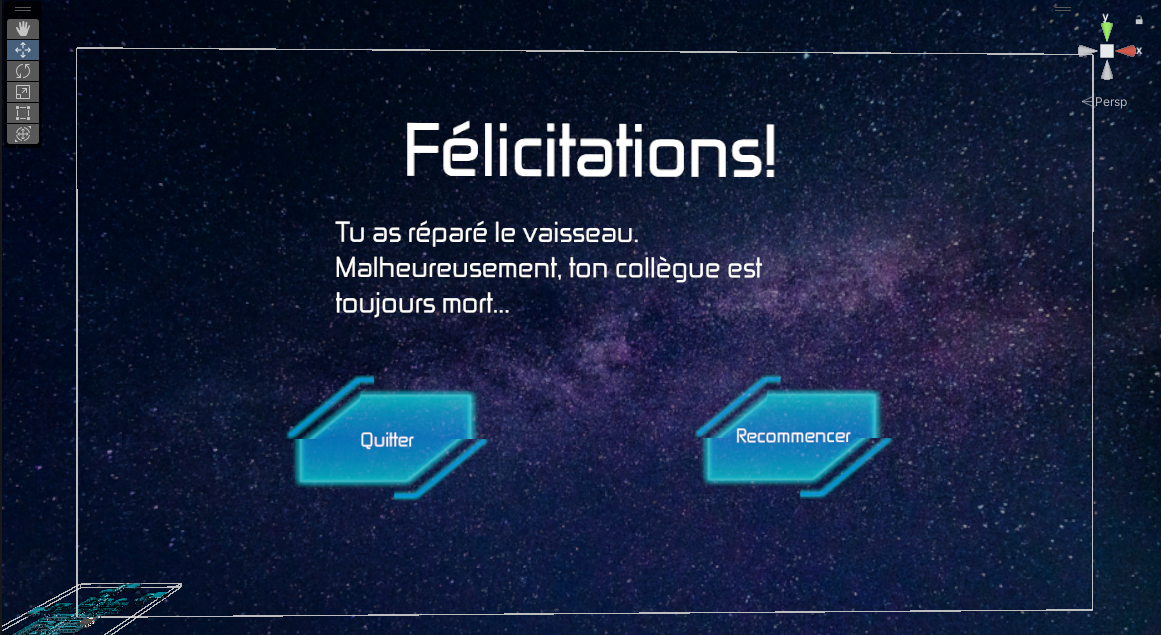 y
x
Persp
Félicitations!
Tu as réparé le vaisseau.
Malheureusement, ton collègue est
toujours mort...
Quitter
Recommencer